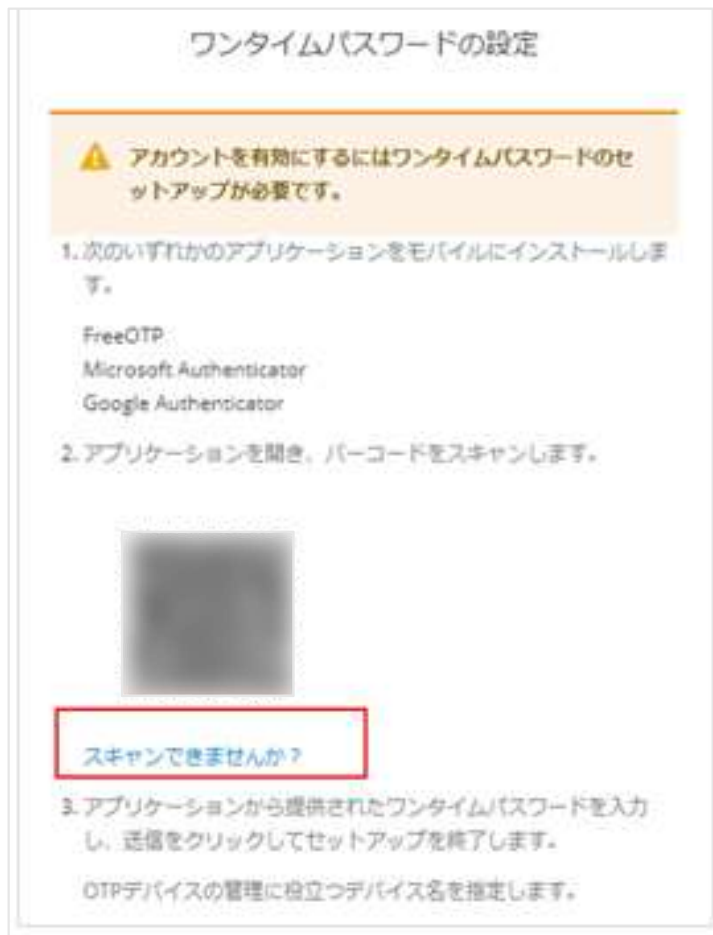 ワンタイムパスワードの設定
アカウントを有効にするにはワンタイムパスワードのセ
ットアップが必要です。
1. 次のいずれかのアプリケーションをモバイルにインストールしま
す。
FreeOTP
Microsoft Authenticator
Google Authenticator
2. アプリケーションを開き、バーコードをスキャンします。
スキャンできませんか？
3. アプリケーションから提供されたワンタイムパスワードを入力
し、送信をクリックしてセットアップを終了します。
OTPデバイスの管理に役立つデバイス名を指定します。